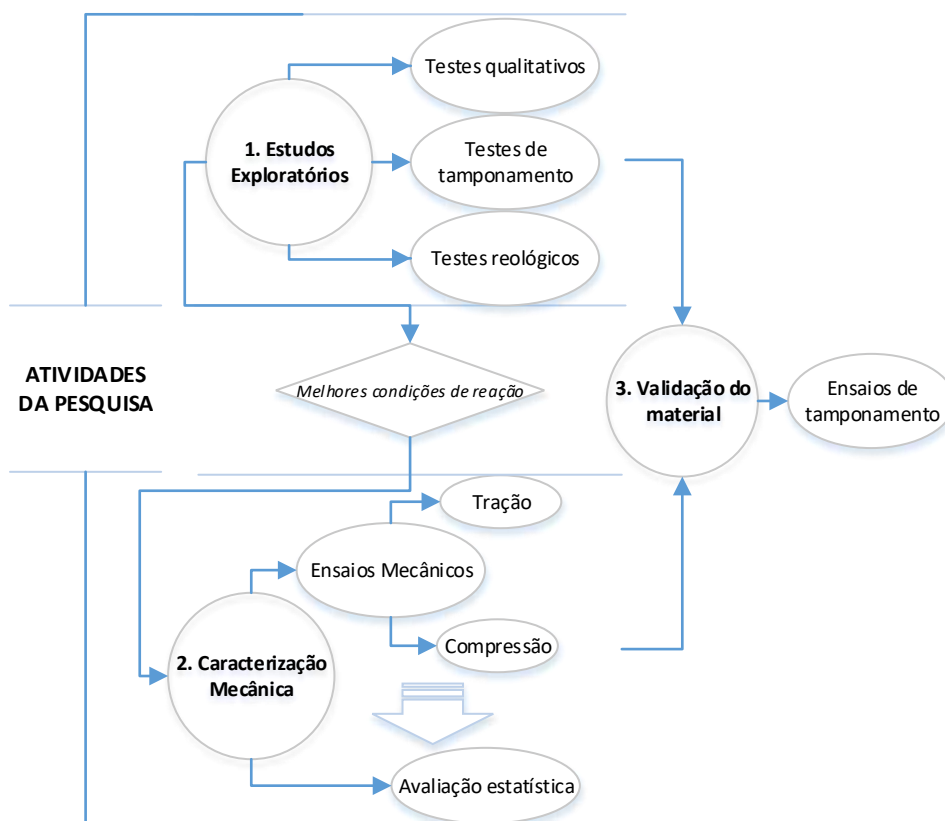 Testes qualitativos
1. Estudos
Exploratórios
Testes de
tamponamento
Testes reológicos
ATIVIDADES
DA PESQUISA
Melhores condições de reação
3. Validação do
material
Ensaios de
tamponamento
Tração
Ensaios Mecânicos
Compressão
2. Caracterização
Mecânica
Avaliação estatística